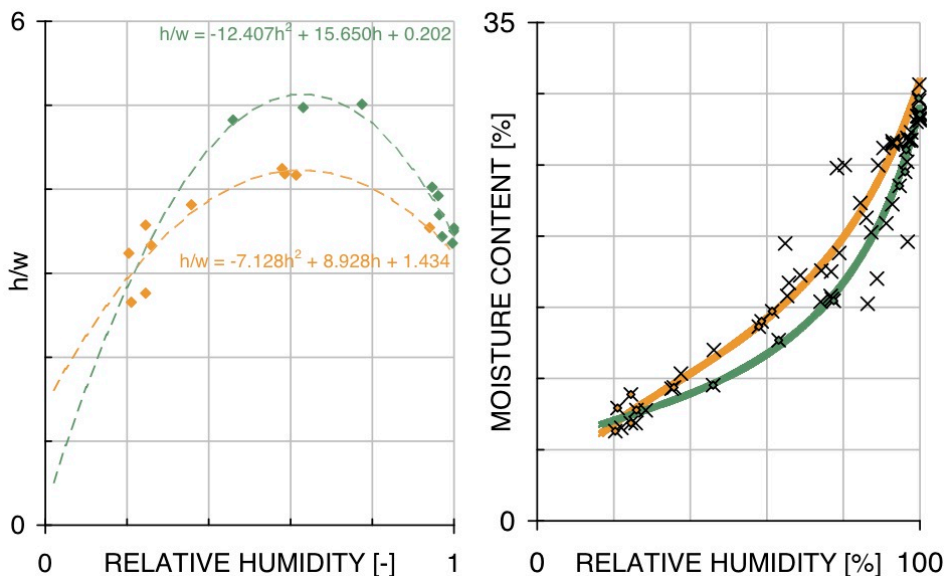 6
h/w = -12.407h² + 15.650h + 0.202
h/w = -7.128h² + 8.928h + 1.434
h/w
0
0 RELATIVE HUMIDITY [-] 1
35
MOISTURE CONTENT [%]
0
0 RELATIVE HUMIDITY [%] 100